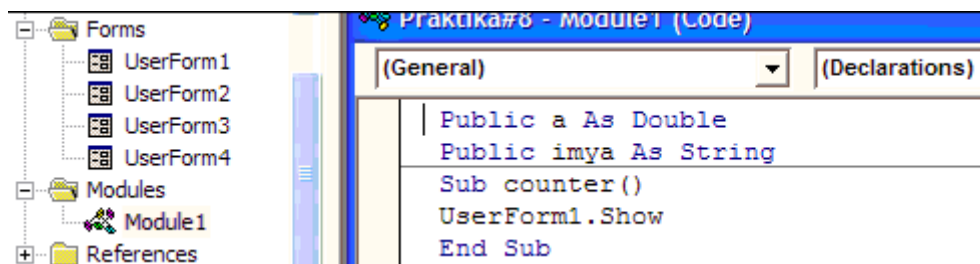 Forms
UserForm1
UserForm2
UserForm3
UserForm4
Modules
Module1
References
Praktika#8 - Module1 (Code)
(General)
(Declarations)
Public a As Double
Public imya As String
Sub counter()
UserForm1.Show
End Sub